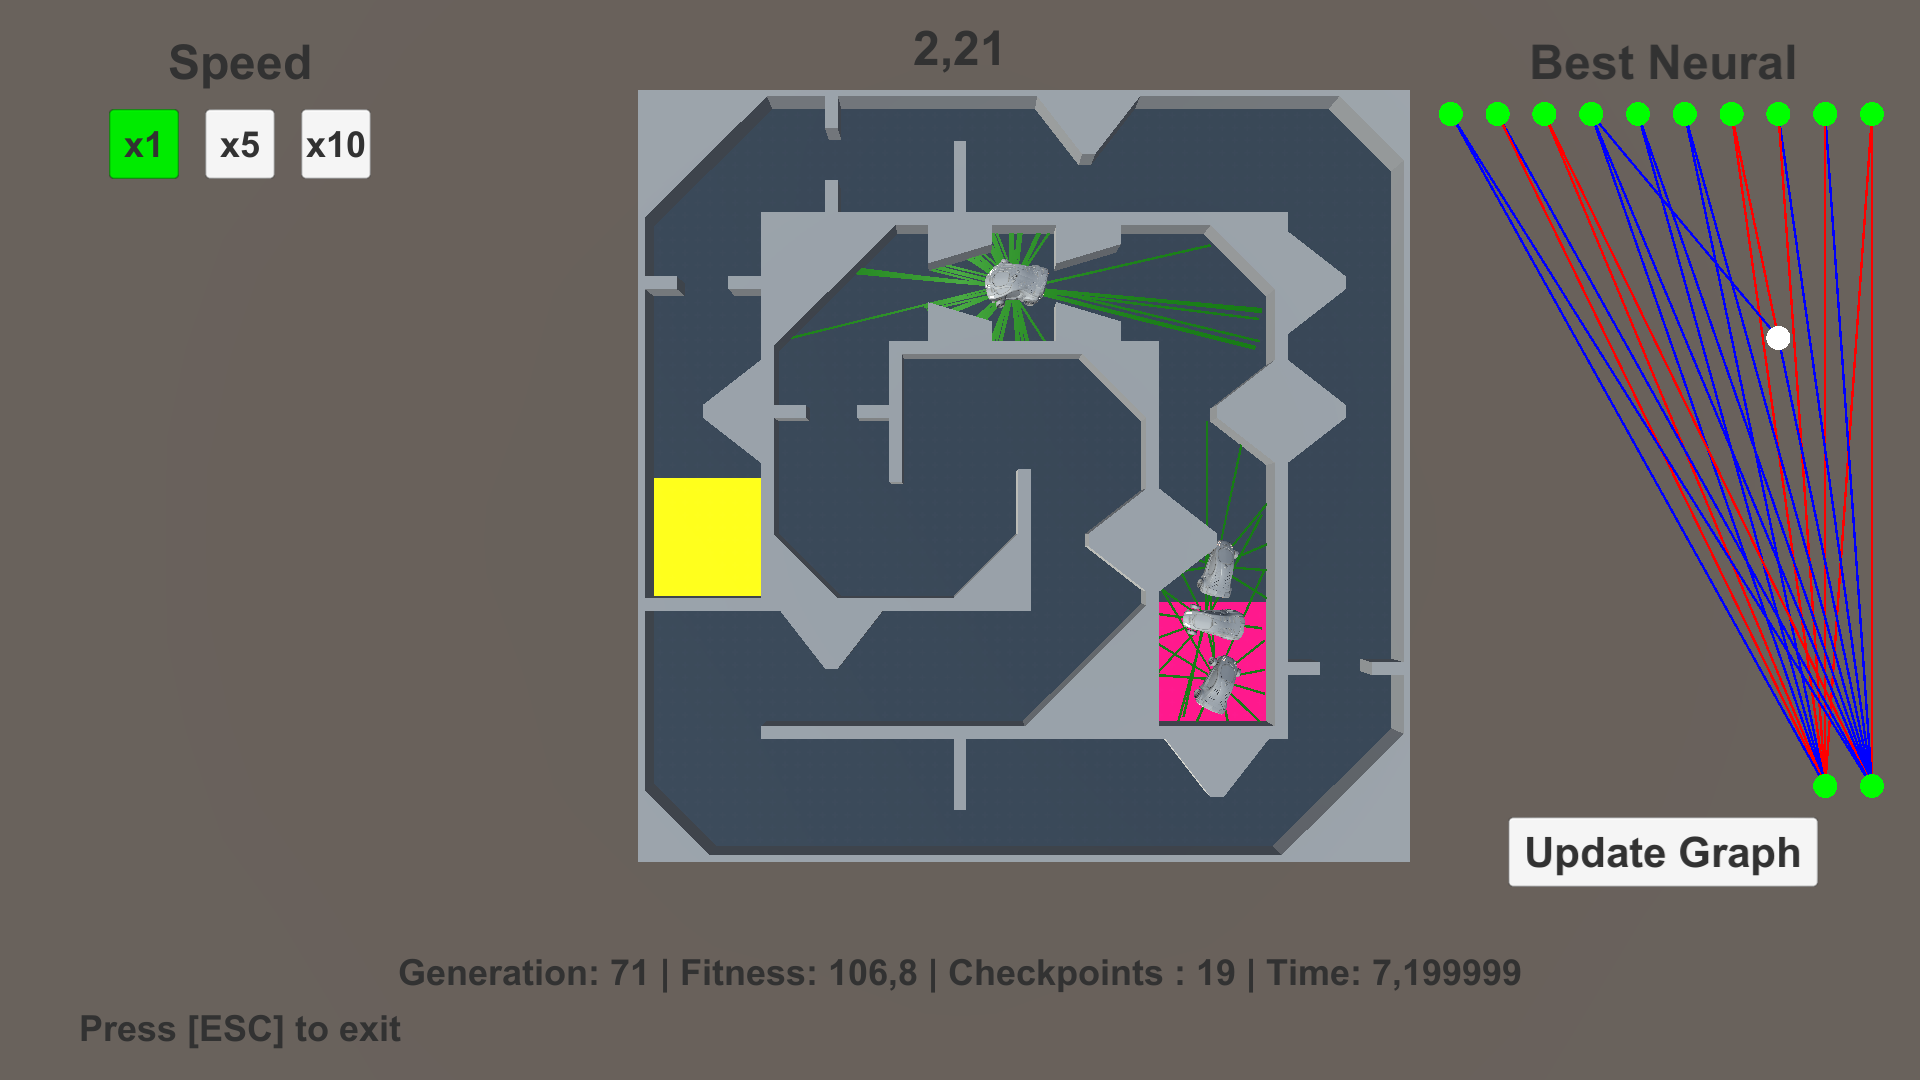 Speed
2,21
Best Neural
x1 x5 x10
Update Graph
Generation: 71 | Fitness: 106,8 | Checkpoints : 19 | Time: 7,199999
Press [ESC] to exit